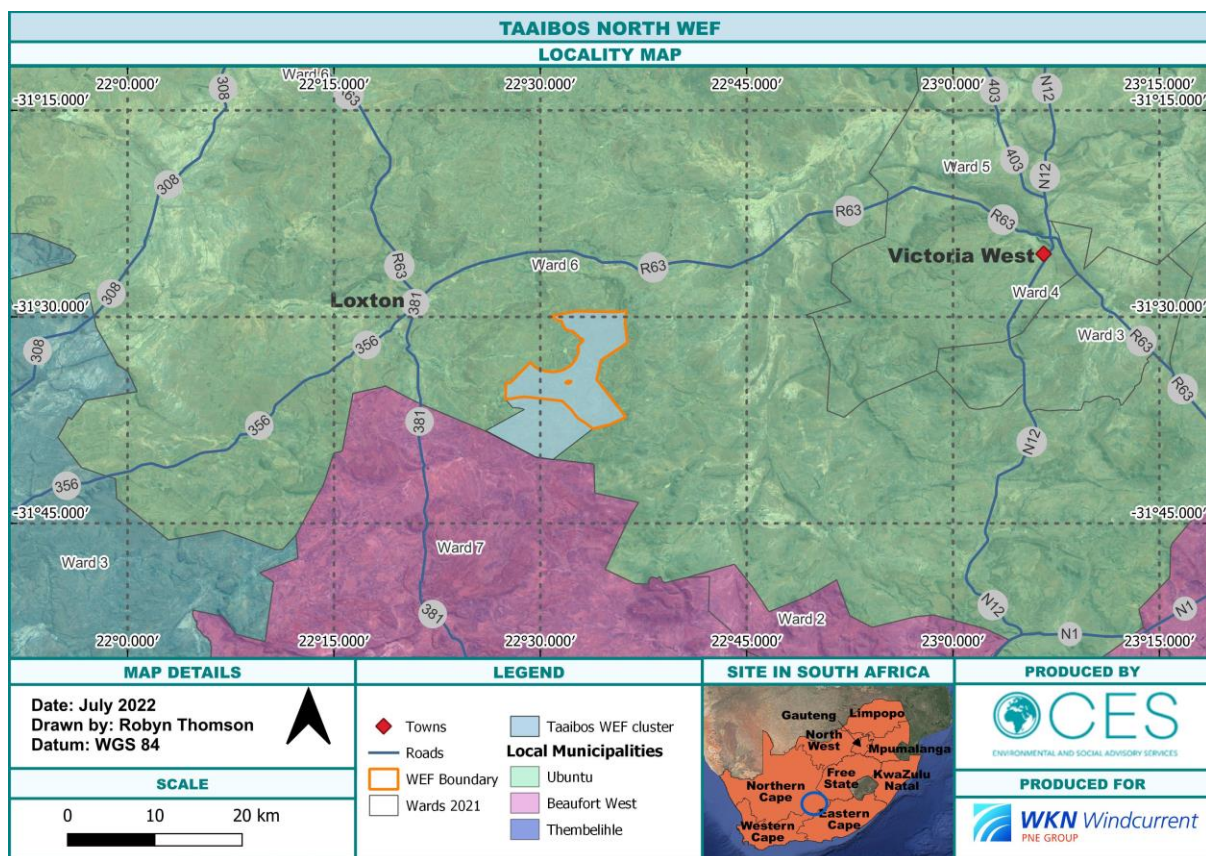 TAAIBOS NORTH WEF
LOCALITY MAP
22°0.000′ 22°15.000′ 22°30.000′ 22°45.000′ 23°0.000′ 23°15.000′
-31°15.000′ -31°15.000′
308 Ward 6 R63 403 N12
403 N12
Ward 5
308
R63 R63
R63 Ward 6 R63
Victoria West
308 Loxton 381 Ward 4
-31°30.000′ -31°30.000′
308 356 Ward 3 R63
R63
356 381 N12
356
-31°45.000′ -31°45.000′
Ward 3 Ward 7
381 Ward 2 N12 N1 N1
22°0.000′ 22°15.000′ 22°30.000′ 22°45.000′ 23°0.000′ 23°15.000′
MAP DETAILS
Date: July 2022
Drawn by: Robyn Thomson
Datum: WGS 84
SCALE
0 10 20 km
LEGEND
Towns
Roads
WEF Boundary
Wards 2021
Taaibos WEF cluster
Local Municipalities
Ubuntu
Beaufort West
Thembelihle
SITE IN SOUTH AFRICA
Gauteng Limpopo
North West
Mpumalanga
Free State
KwaZulu Natal
Northern Cape
Eastern Cape
Western Cape
PRODUCED BY
CES
ENVIRONMENTAL AND SOCIAL ADVISORY SERVICES
PRODUCED FOR
WKN Windcurrent
PNE GROUP